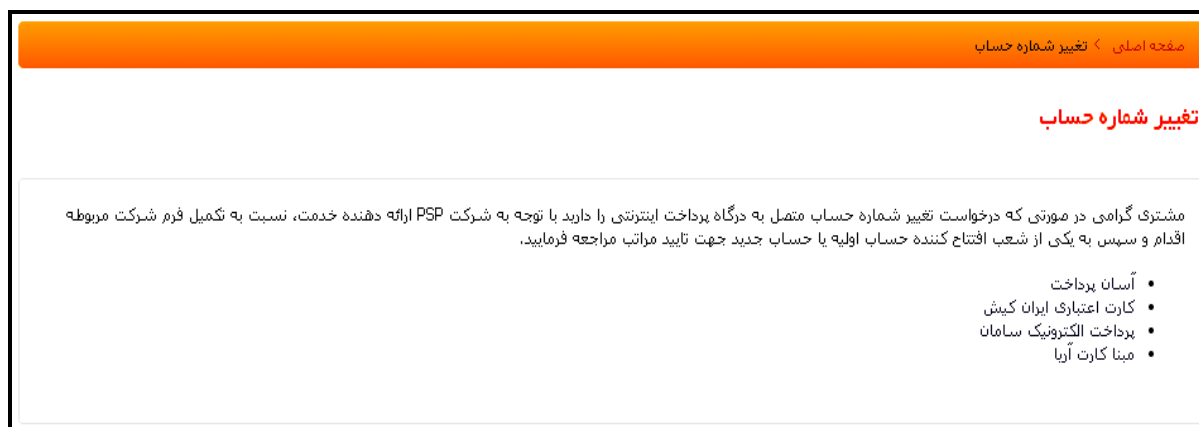 صفحه اصلی > تغییر شماره حساب
تغییر شماره حساب
مشتری گرامی در صورتی که درخواست تغییر شماره حساب متصل به درگاه پرداخت اینترنتی را دارید با توجه به شرکت PSP ارائه دهنده خدمت، نسبت به تکمیل فرم شرکت مربوطه
اقدام و سپس به یکی از شعب افتتاح کننده حساب اولیه یا حساب جدید جهت تایید مراتب مراجعه فرمایید.
• آسان پرداخت
• کارت اعتباری ایران کیش
• پرداخت الکترونیک سامان
• مبنا کارت آریا